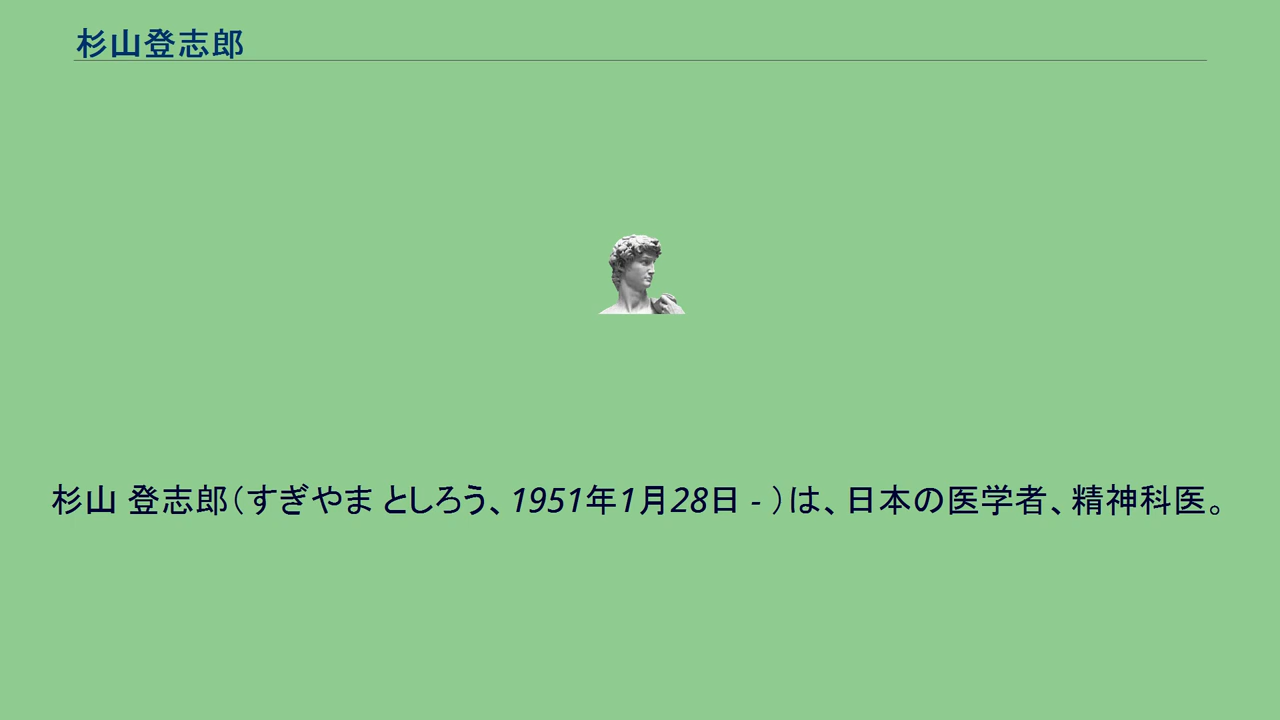 杉山登志郎
杉山 登志郎（すぎやま としろう、1951年1月28日 - ）は、日本の医学者、精神科医。